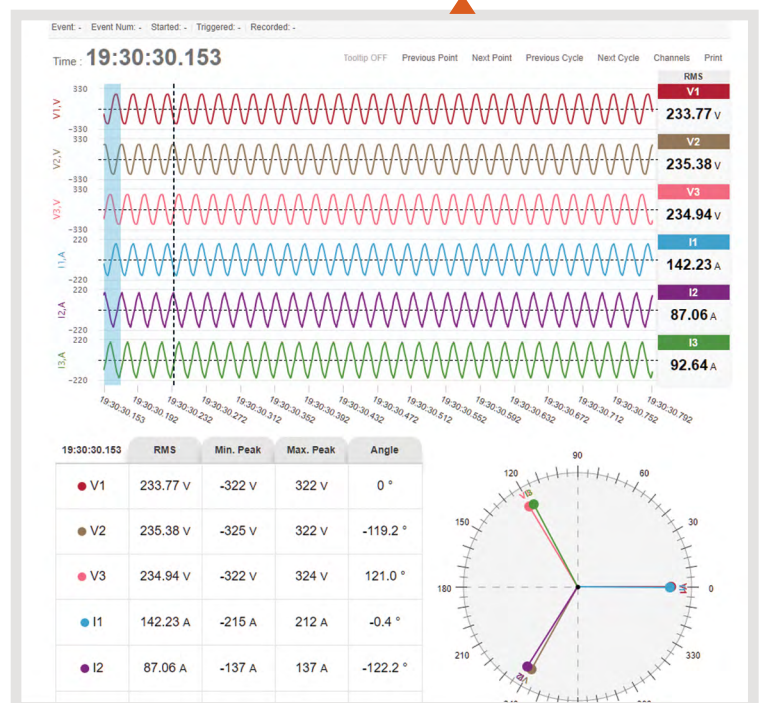 Event: - Event Num: - Started: - Triggered: - Recorded: -
Time : 19:30:30.153
Tooltip OFF Previous Point Next Point Previous Cycle Next Cycle Channels Print
RMS
330
V1,V
-330
V1
233.77 V
330
V2,V
-330
V2
235.38 V
330
V3,V
-330
V3
234.94 V
220
I1,A
-220
I1
142.23 A
220
I2,A
-220
I2
87.06 A
220
I3,A
-220
I3
92.64 A
19:30:30.153 19:30:30.192 19:30:30.232 19:30:30.272 19:30:30.312 19:30:30.352 19:30:30.392 19:30:30.432 19:30:30.472 19:30:30.512 19:30:30.552 19:30:30.592 19:30:30.632 19:30:30.672 19:30:30.712 19:30:30.752 19:30:30.792
19:30:30.153 RMS Min. Peak Max. Peak Angle
V1 233.77 V -322 V 322 V 0 °
V2 235.38 V -325 V 322 V -119.2 °
V3 234.94 V -322 V 324 V 121.0 °
I1 142.23 A -215 A 212 A -0.4 °
I2 87.06 A -137 A 137 A -122.2 °
90
120 60
150 30
180 0
210 330